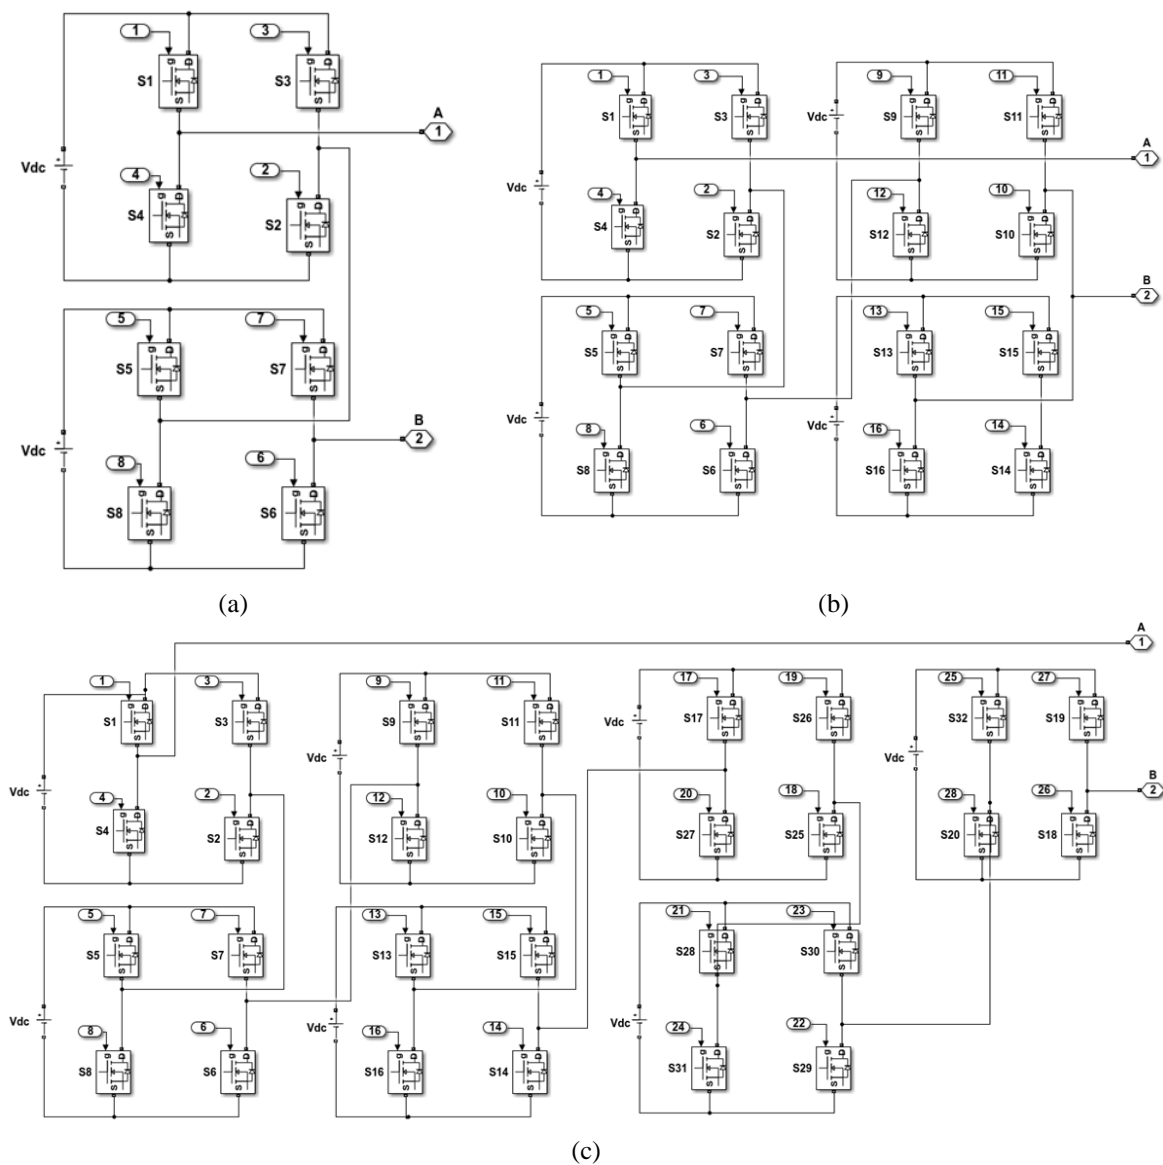 1 3
S1 S3
A
1
Vdc
4 2
S4 S2
5 7
S5 S7
B
2
Vdc
8 6
S8 S6
(a)
1 3 9 11
S1 S3 S9 S11
A
1
Vdc Vdc
4 2 12 10
S4 S2 S12 S10
B
2
5 7 13 15
S5 S7 S13 S15
Vdc Vdc
8 6 16 14
S8 S6 S16 S14
(b)
A
1
1 3 9 11 17 19 25 27
S1 S3 S9 S11 S17 S26 S32 S19
Vdc Vdc Vdc Vdc
B
2
4 2 12 10 20 18 28 26
S4 S2 S12 S10 S27 S25 S20 S18
5 7 13 15 21 23
S5 S7 S13 S15 S28 S30
Vdc Vdc Vdc
8 6 16 14 24 22
S8 S6 S16 S14 S31 S29
(c)